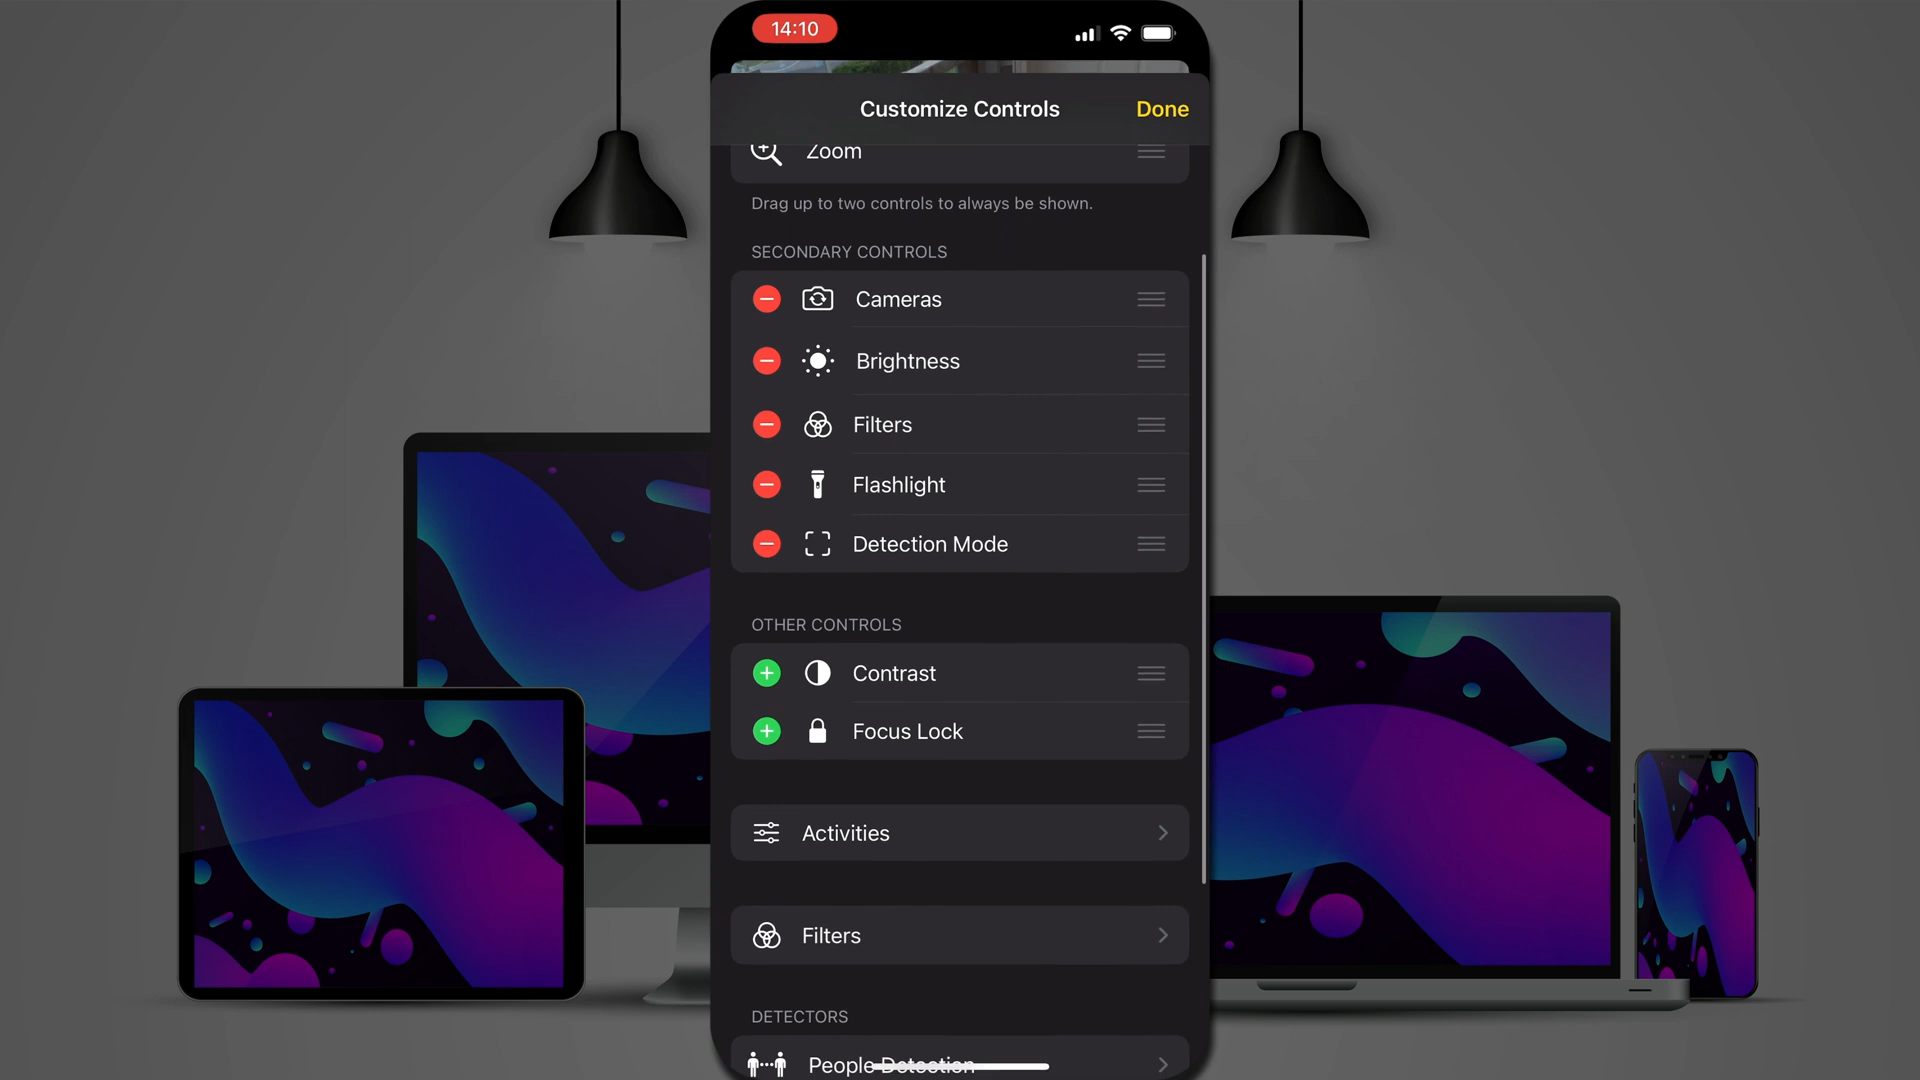 14:10
Customize Controls
Done
Zoom
Drag up to two controls to always be shown.
SECONDARY CONTROLS
Cameras
Brightness
Filters
Flashlight
Detection Mode
OTHER CONTROLS
Contrast
Focus Lock
Activities
Filters
DETECTORS
People Detection